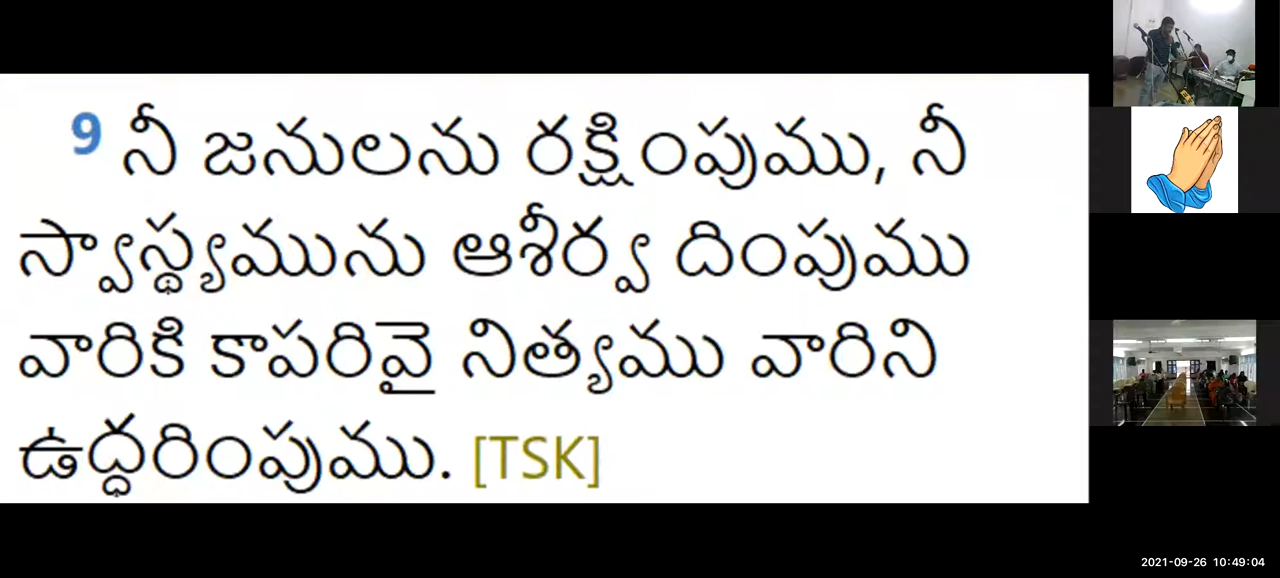 9 నీ జనులను రక్షింపుము, నీ
స్వాస్థ్యమును ఆశీర్వ దింపుము
వారికి కాపరివై నిత్యము వారిని
ఉద్ధరింపుము. [TSK]
2021-09-26 10:49:04